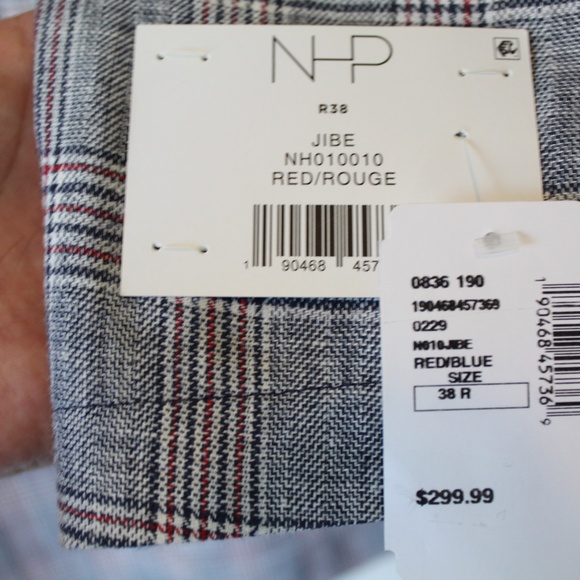 NHP
R38
JIBE
NH010010
RED/ROUGE
1 90468 457
0836 190
190468457369
0229
N010JIBE
RED/BLUE
SIZE
38 R
1 90468 45736 9
$299.99